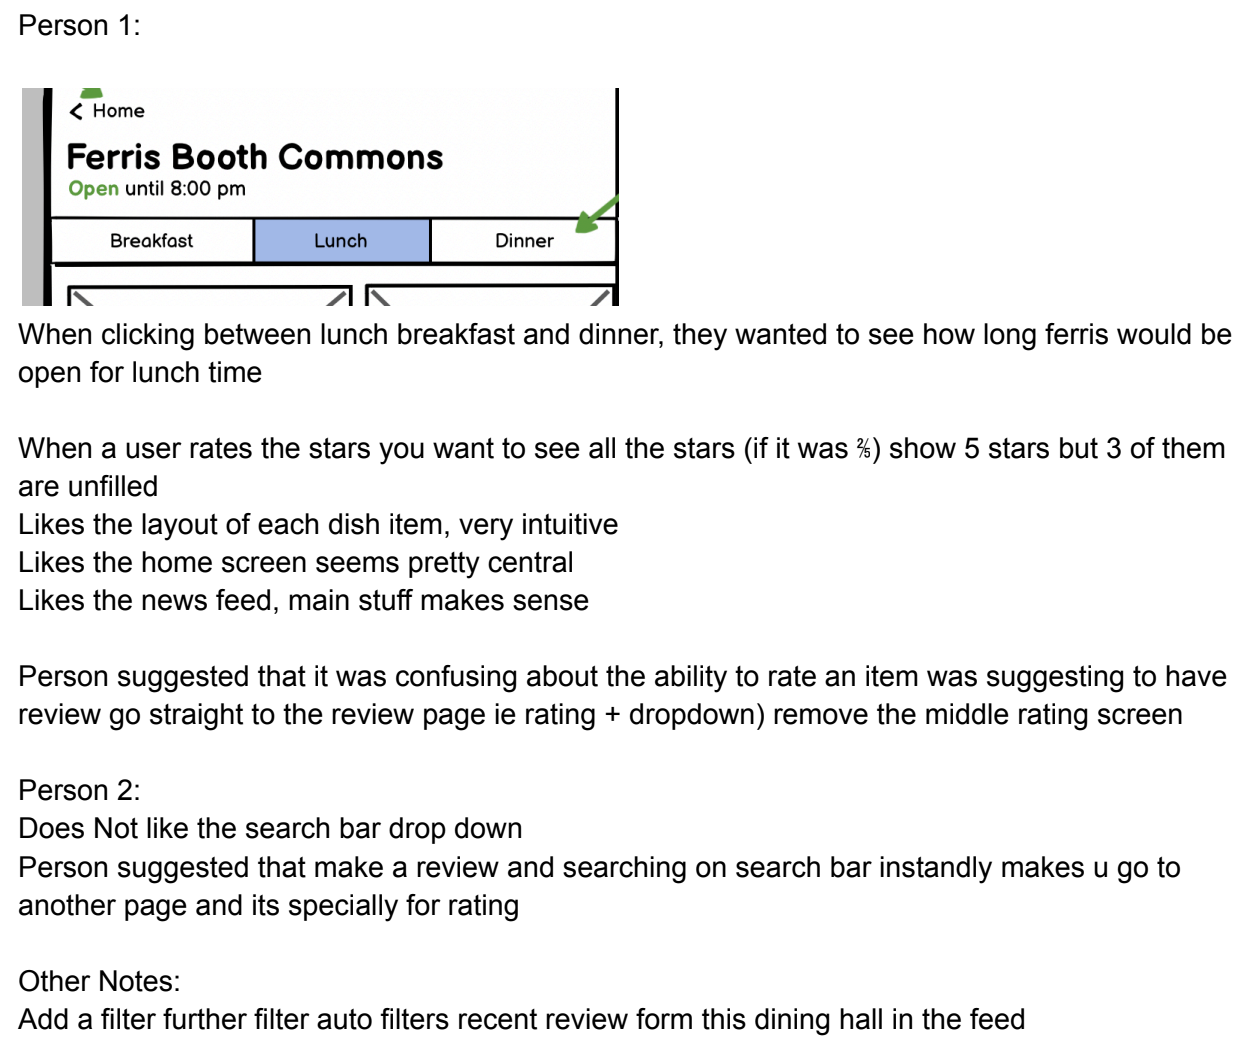 Person 1:
< Home
Ferris Booth Commons
Open until 8:00 pm
Breakfast Lunch Dinner
When clicking between lunch breakfast and dinner, they wanted to see how long ferris would be
open for lunch time
When a user rates the stars you want to see all the stars (if it was ⅖) show 5 stars but 3 of them
are unfilled
Likes the layout of each dish item, very intuitive
Likes the home screen seems pretty central
Likes the news feed, main stuff makes sense
Person suggested that it was confusing about the ability to rate an item was suggesting to have
review go straight to the review page ie rating + dropdown) remove the middle rating screen
Person 2:
Does Not like the search bar drop down
Person suggested that make a review and searching on search bar instandly makes u go to
another page and its specially for rating
Other Notes:
Add a filter further filter auto filters recent review form this dining hall in the feed